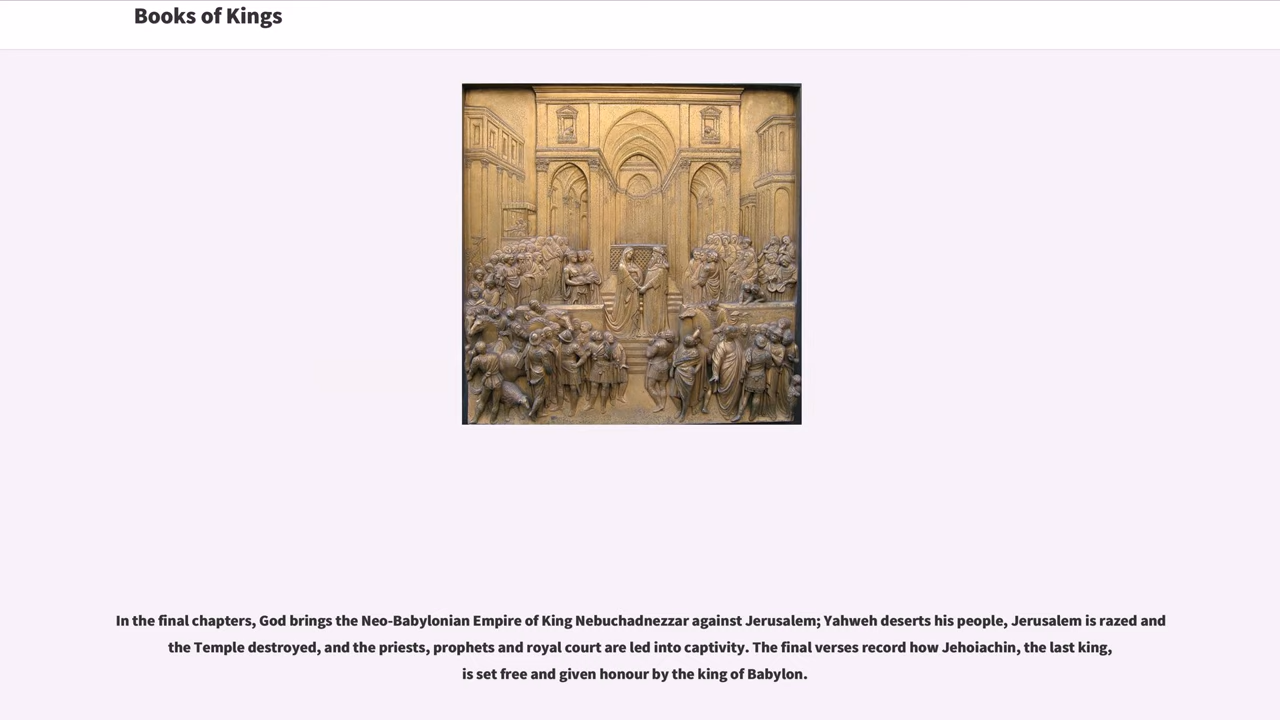 Books of Kings
In the final chapters, God brings the Neo-Babylonian Empire of King Nebuchadnezzar against Jerusalem; Yahweh deserts his people, Jerusalem is razed and
the Temple destroyed, and the priests, prophets and royal court are led into captivity. The final verses record how Jehoiachin, the last king,
is set free and given honour by the king of Babylon.